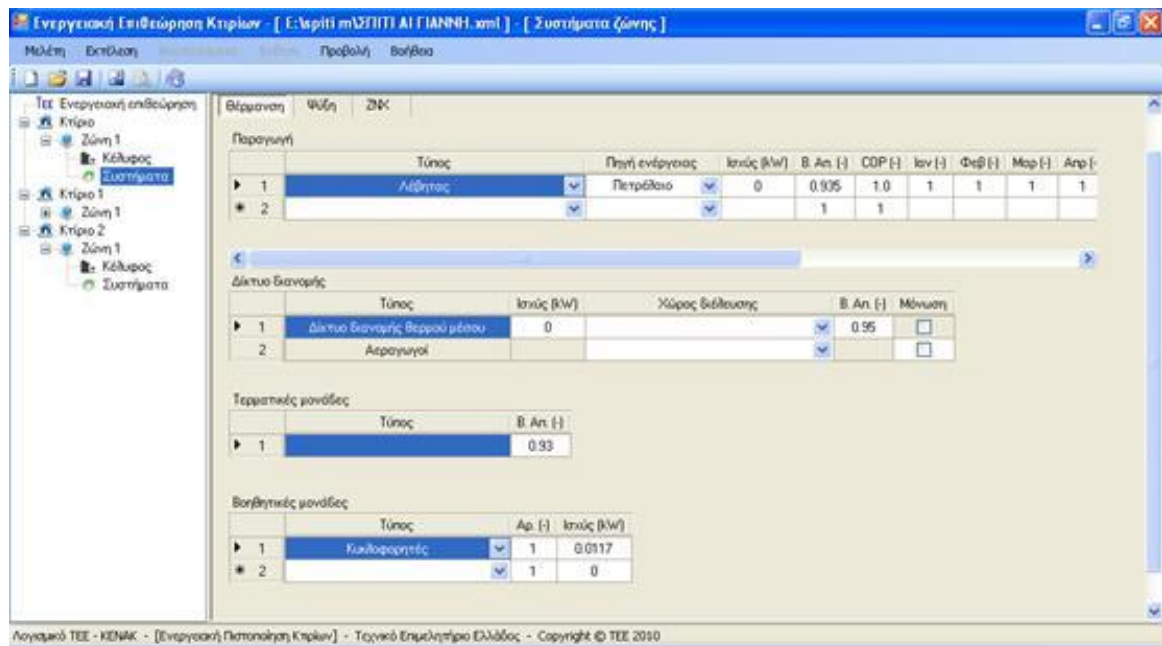 Ενεργειακή Επιθεώρηση Κτιρίων - [ E:\spiti m\ΣΠΙΤΙ ΑΙ ΓΙΑΝΝΗ.xml ] - [ Συστήματα ζώνης ]
Μελέτη Εκτέλεση Προβολή Βοήθεια
ΤΕΕ Ενεργειακή επιθεώρηση
Κτίριο
Ζώνη 1
Κέλυφος
Συστήματα
Κτίριο 1
Ζώνη 1
Κτίριο 2
Ζώνη 1
Κέλυφος
Συστήματα
Θέρμανση Ψύξη ΖΝΧ
Παραγωγή
Τύπος Πηγή ενέργειας Ισχύς (kW) Β. Απ. (-) COP (-) Ιαν (-) Φεβ (-) Μαρ (-) Απρ (-
1 Λέβητας Πετρέλαιο 0 0.935 1.0 1 1 1 1
2 1 1
Δίκτυο διανομής
Τύπος Ισχύς (kW) Χώρος διέλευσης Β. Απ. (-) Μόνωση
1 Δίκτυο διανομής θερμού μέσου 0 0.95
2 Αεραγωγοί
Τερματικές μονάδες
Τύπος Β. Απ. (-)
1 0.93
Βοηθητικές μονάδες
Τύπος Αρ. (-) Ισχύς (kW)
1 Κυκλοφορητές 1 0.0117
2 1 0
Λογισμικό ΤΕΕ - ΚΕΝΑΚ - [Ενεργειακή Πιστοποίηση Κτιρίων] - Τεχνικό Επιμελητήριο Ελλάδος - Copyright © ΤΕΕ 2010